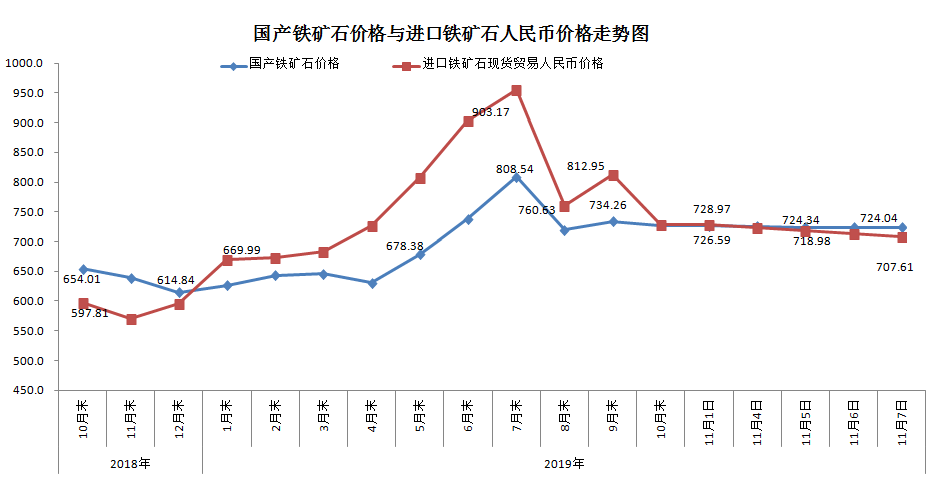 国产铁矿石价格与进口铁矿石人民币价格走势图
国产铁矿石价格 进口铁矿石现货贸易人民币价格
1000.0
950.0
900.0
850.0
800.0
750.0
700.0
650.0
600.0
550.0
500.0
450.0
654.01
597.81
614.84
669.99
678.38
903.17
808.54
760.63
812.95
734.26
728.97
726.59
724.34
718.98
724.04
707.61
10月末
11月末
12月末
1月末
2月末
3月末
4月末
5月末
6月末
7月末
8月末
9月末
10月末
11月1日
11月4日
11月5日
11月6日
11月7日
2018年 2019年